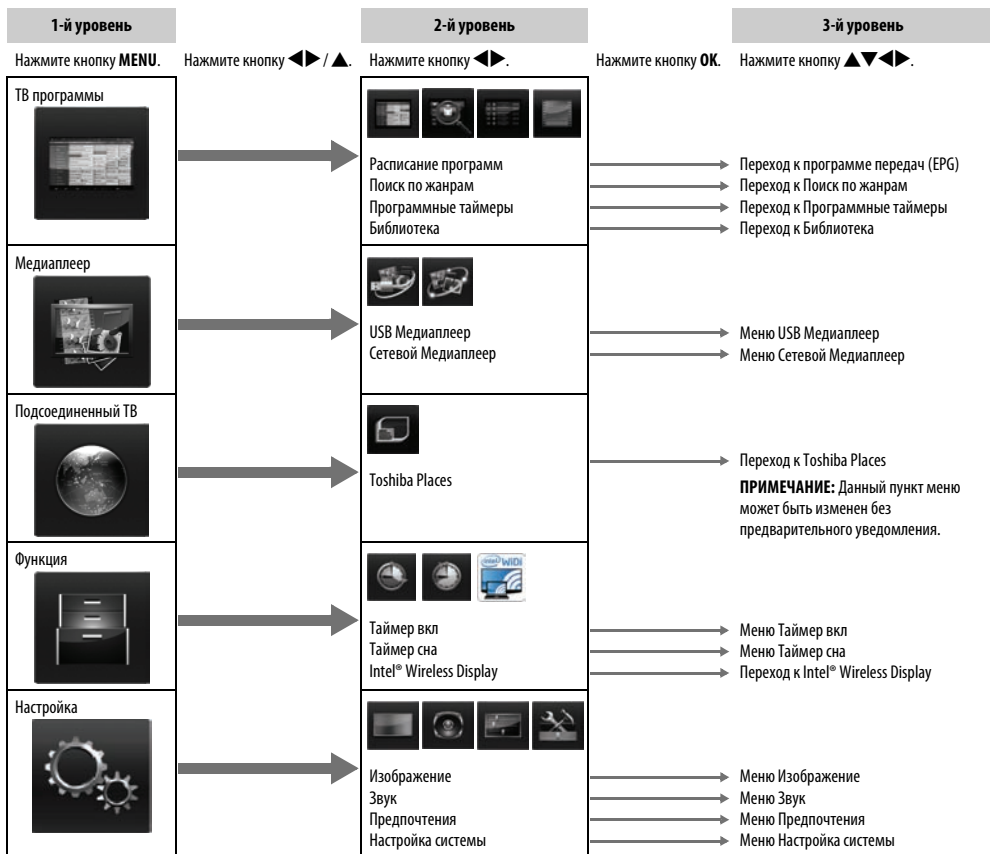 1-й уровень
2-й уровень
3-й уровень
Нажмите кнопку MENU.
Нажмите кнопку ◀▶ / ▲.
Нажмите кнопку ◀▶.
Нажмите кнопку OK.
Нажмите кнопку ▲▼◀▶.
ТВ программы
Расписание программ
Поиск по жанрам
Программные таймеры
Библиотека
Переход к программе передач (EPG)
Переход к Поиск по жанрам
Переход к Программные таймеры
Переход к Библиотека
Медиаплеер
USB Медиаплеер
Сетевой Медиаплеер
Меню USB Медиаплеер
Меню Сетевой Медиаплеер
Подсоединенный ТВ
Toshiba Places
Переход к Toshiba Places
ПРИМЕЧАНИЕ: Данный пункт меню
может быть изменен без
предварительного уведомления.
Функция
intel WiDi
Таймер вкл
Таймер сна
Intel® Wireless Display
Меню Таймер вкл
Меню Таймер сна
Переход к Intel® Wireless Display
Настройка
Изображение
Звук
Предпочтения
Настройка системы
Меню Изображение
Меню Звук
Меню Предпочтения
Меню Настройка системы